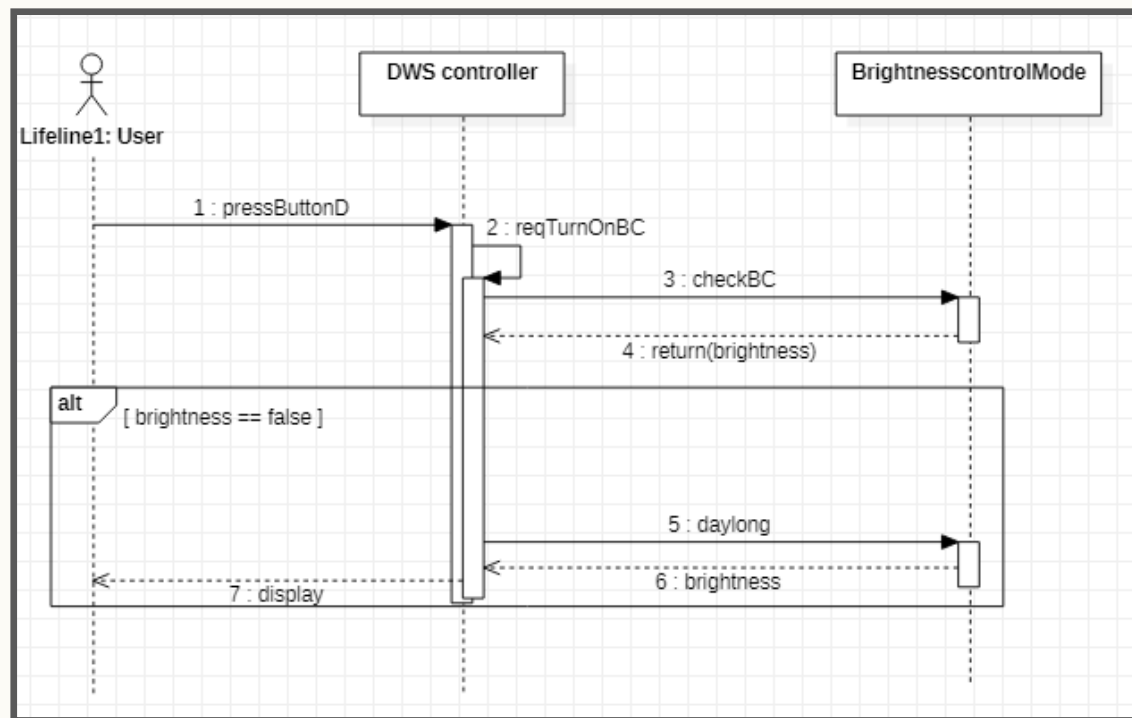 DWS controller
BrightnesscontrolMode
Lifeline1: User
1 : pressButtonD
2 : reqTurnOnBC
3 : checkBC
4 : return(brightness)
alt
[ brightness == false ]
5 : daylong
6 : brightness
7 : display